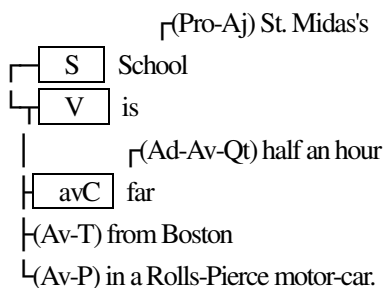 (Pro-Aj) St. Midas's
S School
V is
(Ad-Av-Qt) half an hour
avC far
(Av-T) from Boston
(Av-P) in a Rolls-Pierce motor-car.